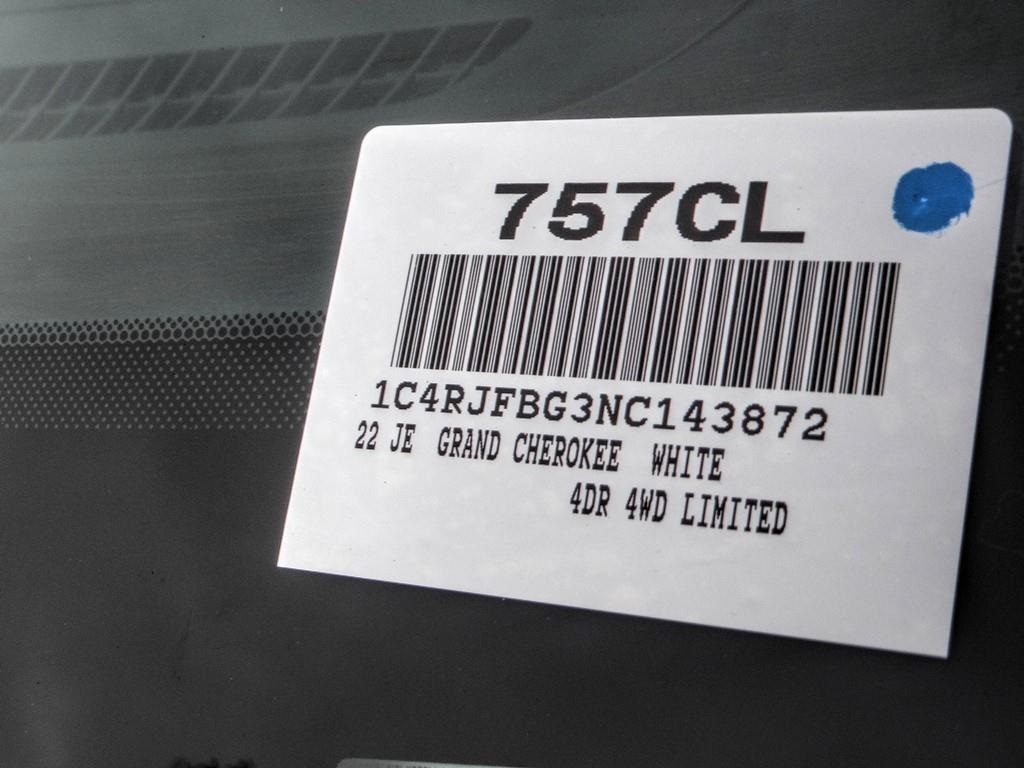 757CL
1C4RJFBG3NC143872
22 JE GRAND CHEROKEE WHITE
4DR 4WD LIMITED